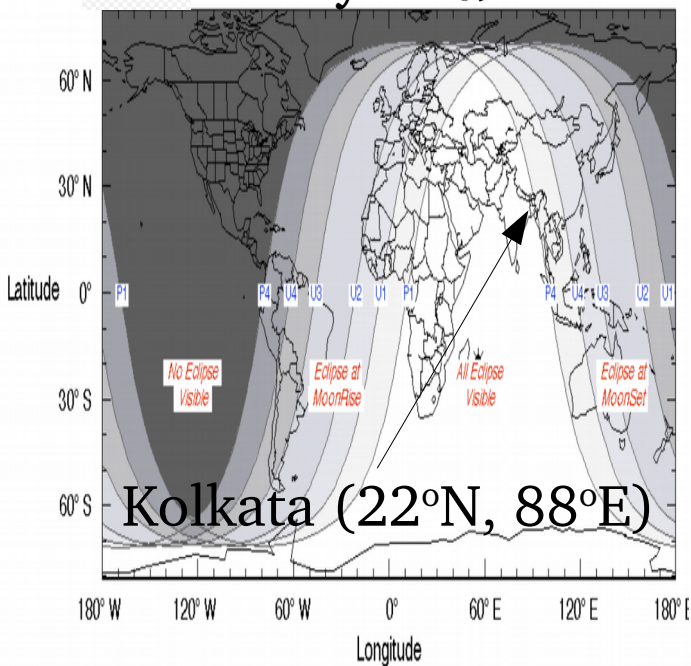 60° N
30° N
Latitude 0°
P1 P4 U4 U3 U2 U1 P1 P4 U4 U3 U2 U1
No Eclipse
Visible
Eclipse at
MoonRise
All Eclipse
Visible
Eclipse at
MoonSet
30° S
Kolkata (22°N, 88°E)
60° S
180° W 120° W 60° W 0° 60° E 120° E 180° E
Longitude